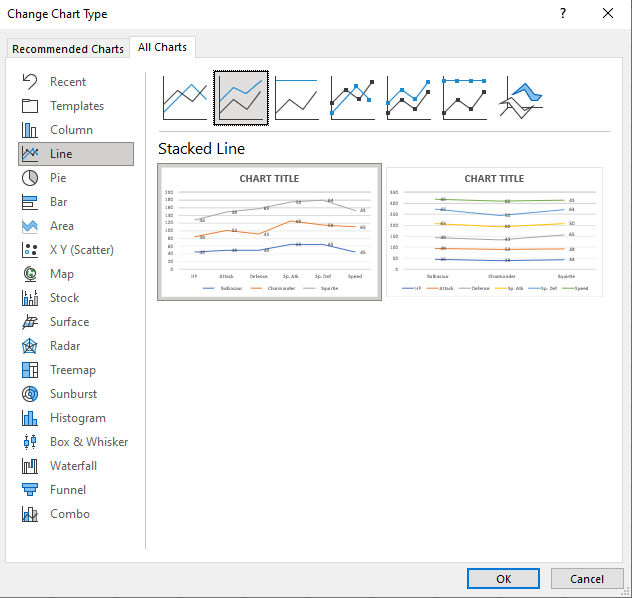 Change Chart Type
?
Recommended Charts
All Charts
Recent
Templates
Column
Line
Pie
Bar
Area
X Y (Scatter)
Map
Stock
Surface
Radar
Treemap
Sunburst
Histogram
Box & Whisker
Waterfall
Funnel
Combo
Stacked Line
CHART TITLE
200
180
160
140
120
100
80
60
40
20
0
HP Attack Defense Sp. Atk Sp. Def Speed
Bulbasaur Charmander Squirtle
CHART TITLE
350
300
250
200
150
100
50
0
Bulbasaur Charmander Squirtle
HP Attack Defense Sp. Atk Sp. Def Speed
OK
Cancel